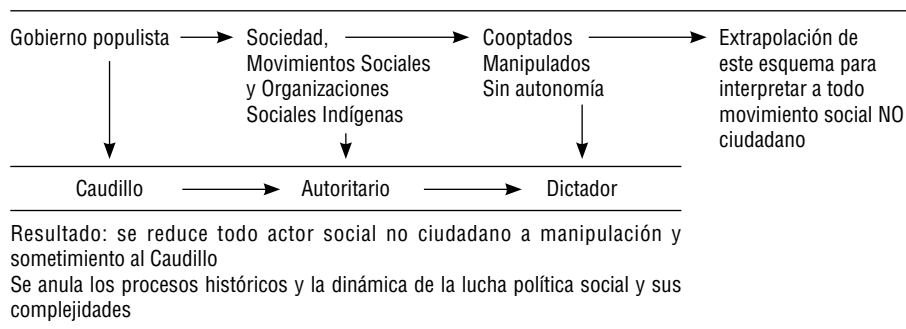 Gobierno populista
Sociedad,
Movimientos Sociales
y Organizaciones
Sociales Indígenas
Cooptados
Manipulados
Sin autonomía
Extrapolación de
este esquema para
interpretar a todo
movimiento social NO
ciudadano
Caudillo
Autoritario
Dictador
Resultado: se reduce todo actor social no ciudadano a manipulación y
sometimiento al Caudillo
Se anula los procesos históricos y la dinámica de la lucha política social y sus
complejidades